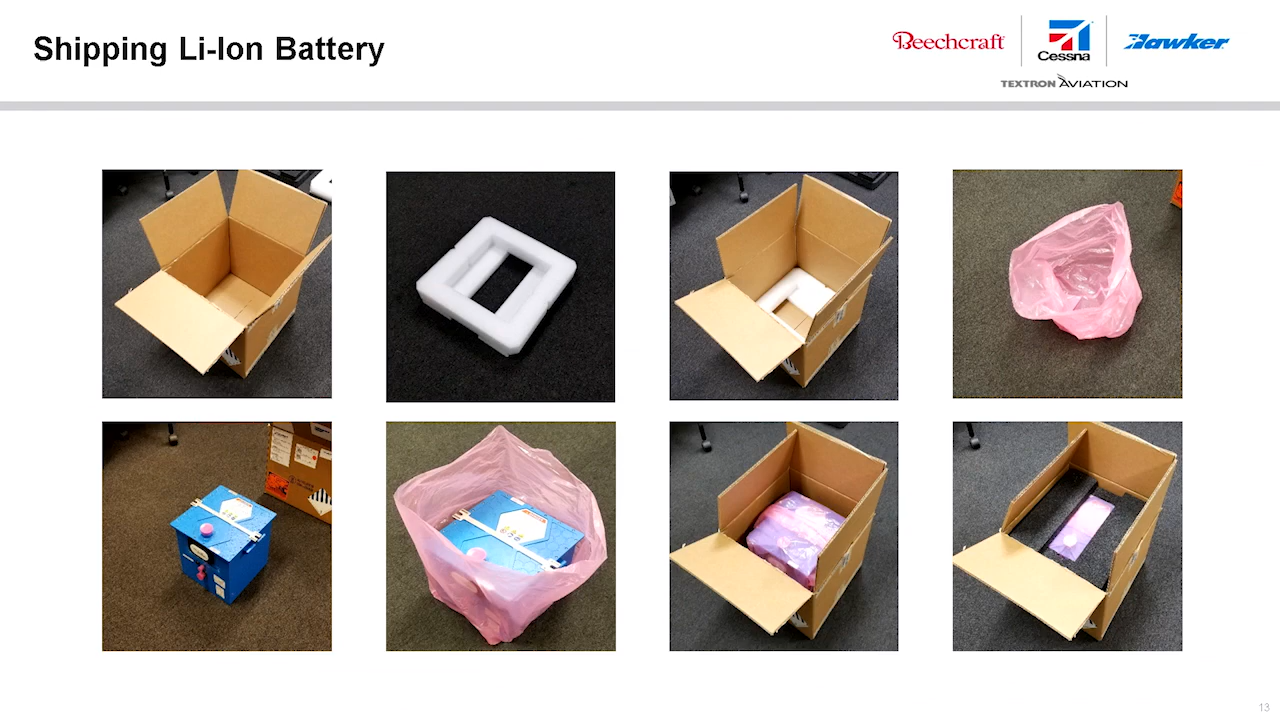 Shipping Li-Ion Battery
Beechcraft
Cessna
Hawker
TEXTRON AVIATION
13